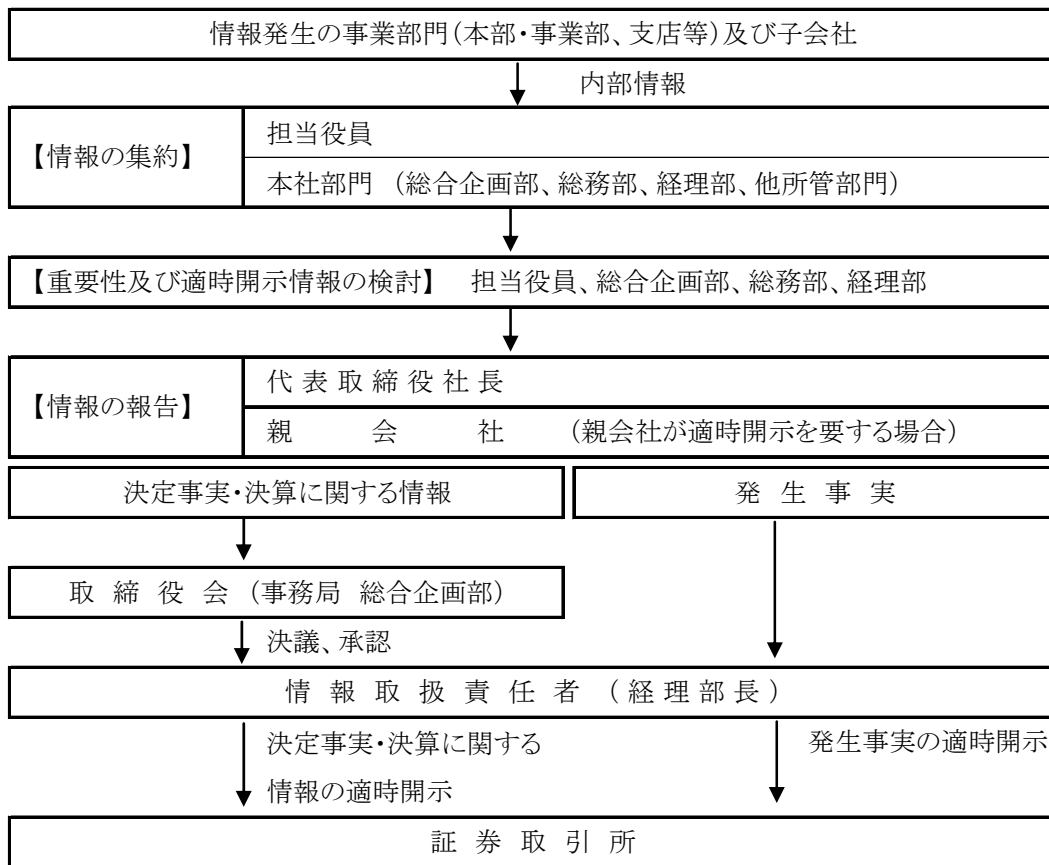 情報発生の事業部門(本部・事業部、支店等)及び子会社
内部情報
【情報の集約】
担当役員
本社部門 (総合企画部、総務部、経理部、他所管部門)
【重要性及び適時開示情報の検討】 担当役員、総合企画部、総務部、経理部
【情報の報告】
代表取締役社長
親会社 (親会社が適時開示を要する場合)
決定事実・決算に関する情報
発生事実
取締役会(事務局 総合企画部)
決議、承認
情報取扱責任者(経理部長)
決定事実・決算に関する
情報の適時開示
発生事実の適時開示
証券取引所